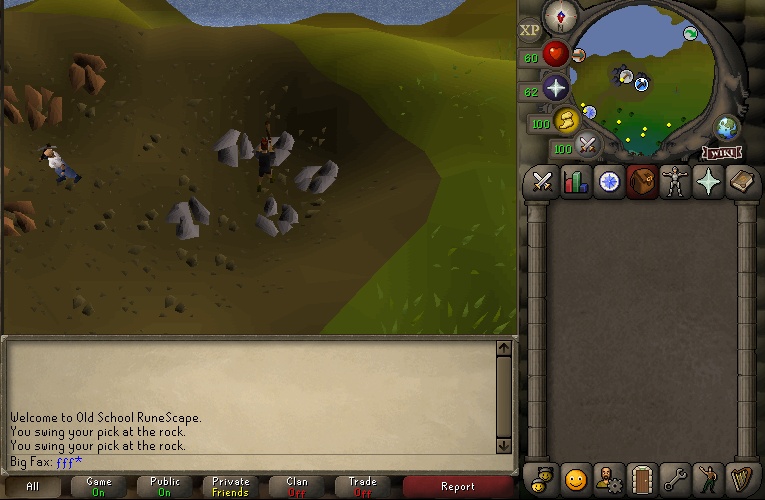 XP
N
60
62
100
100
WIKI
Welcome to Old School RuneScape.
You swing your pick at the rock.
You swing your pick at the rock.
Big Fax: fff*
All
Game
On
Public
On
Private
Friends
Clan
Off
Trade
Off
Report